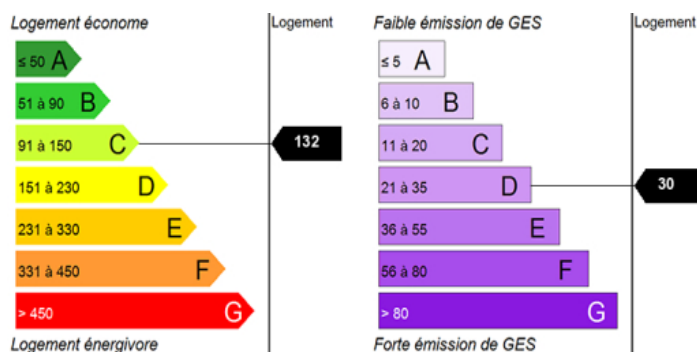 Logement économe
Logement
≤ 50 A
51 à 90 B
91 à 150 C
132
151 à 230 D
231 à 330 E
331 à 450 F
> 450 G
Logement énergivore
Faible émission de GES
Logement
≤ 5 A
6 à 10 B
11 à 20 C
21 à 35 D
30
36 à 55 E
56 à 80 F
> 80 G
Forte émission de GES